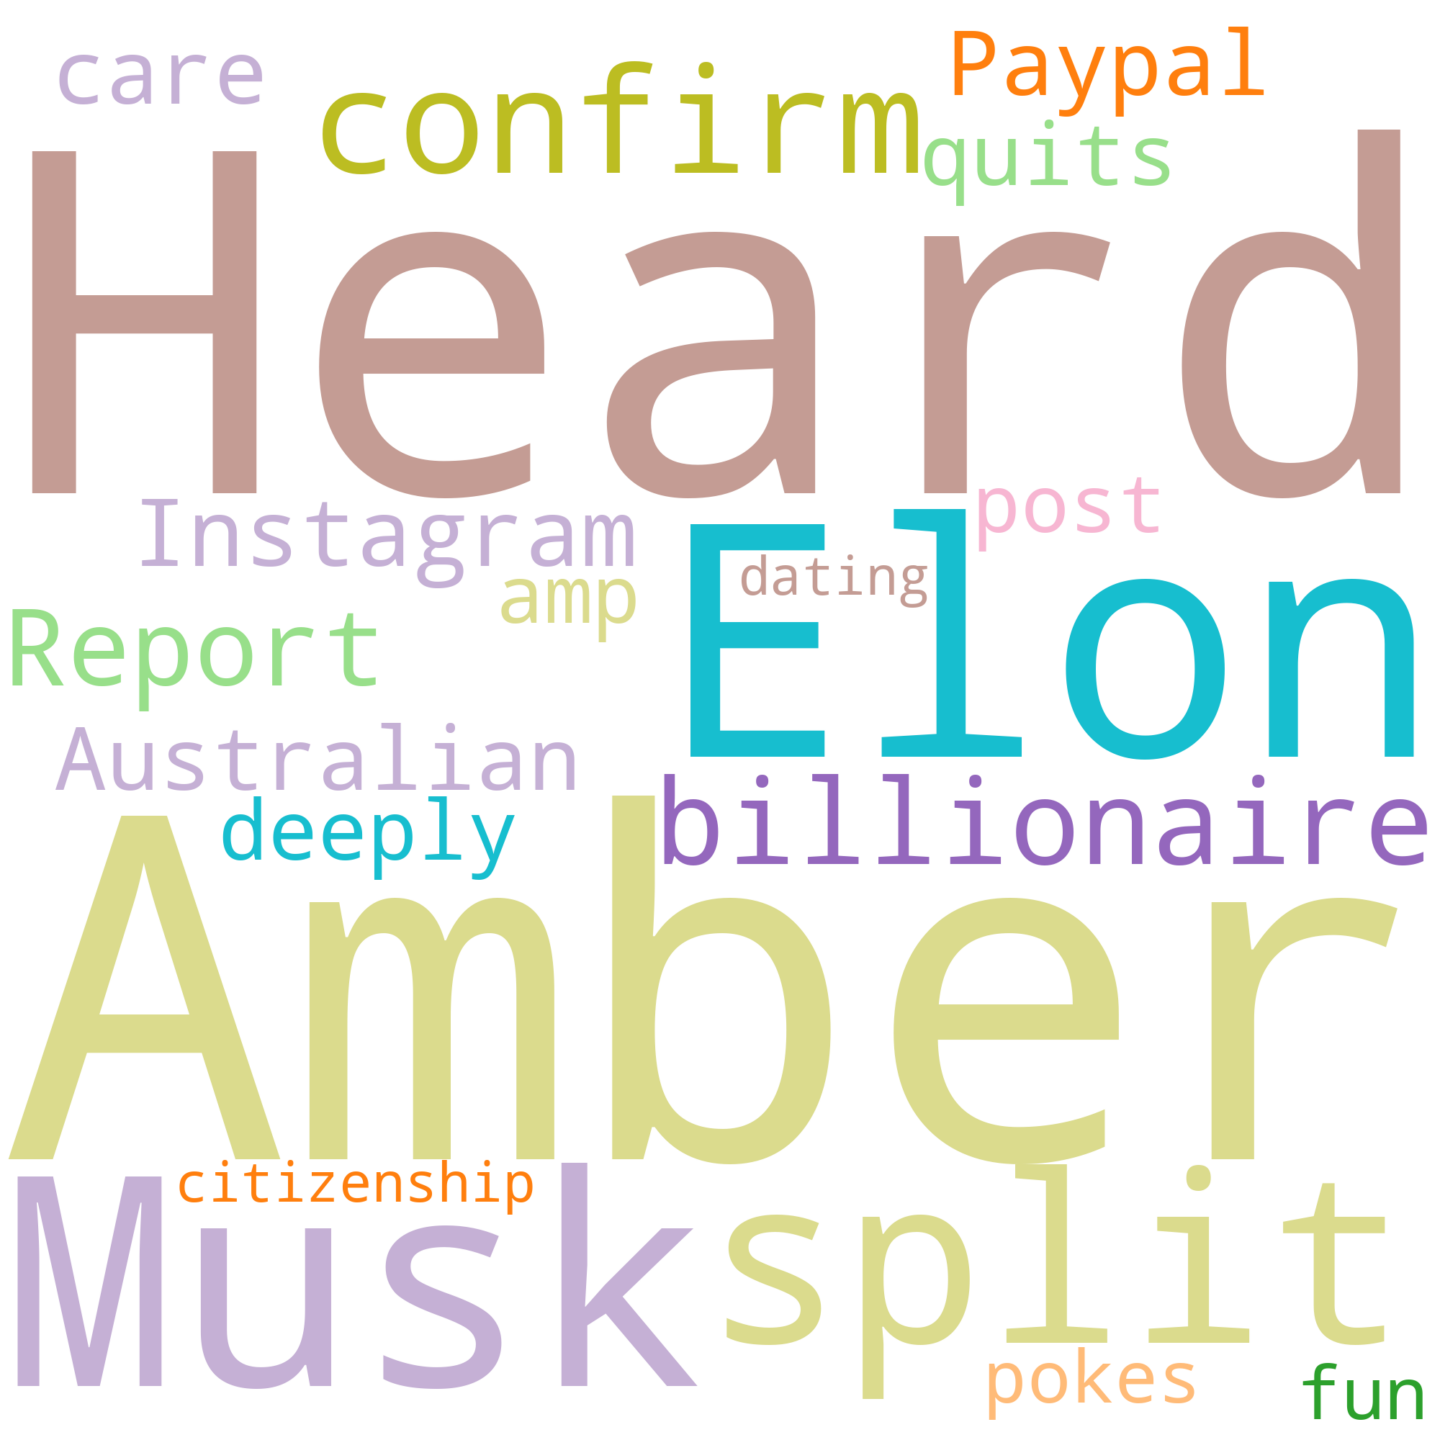 care
confirm
Paypal
quits
Heard
Instagram
post
Elon
dating
amp
Report
Australian
billionaire
deeply
Amber
citizenship
Musk
split
pokes
fun